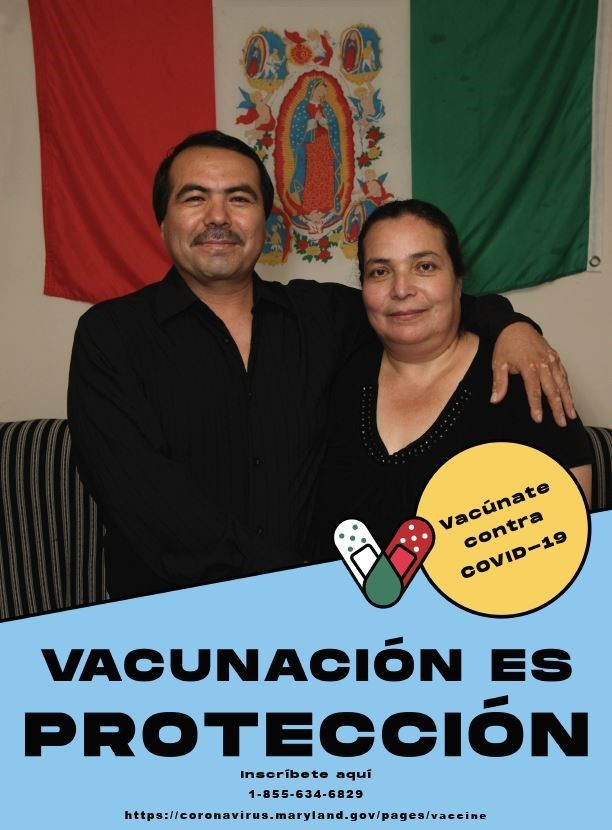 Vacúnate
contra
COVID-19
VACUNACIÓN ES
PROTECCIÓN
Inscríbete aquí
1-855-634-6829
https://coronavirus.maryland.gov/pages/vaccine